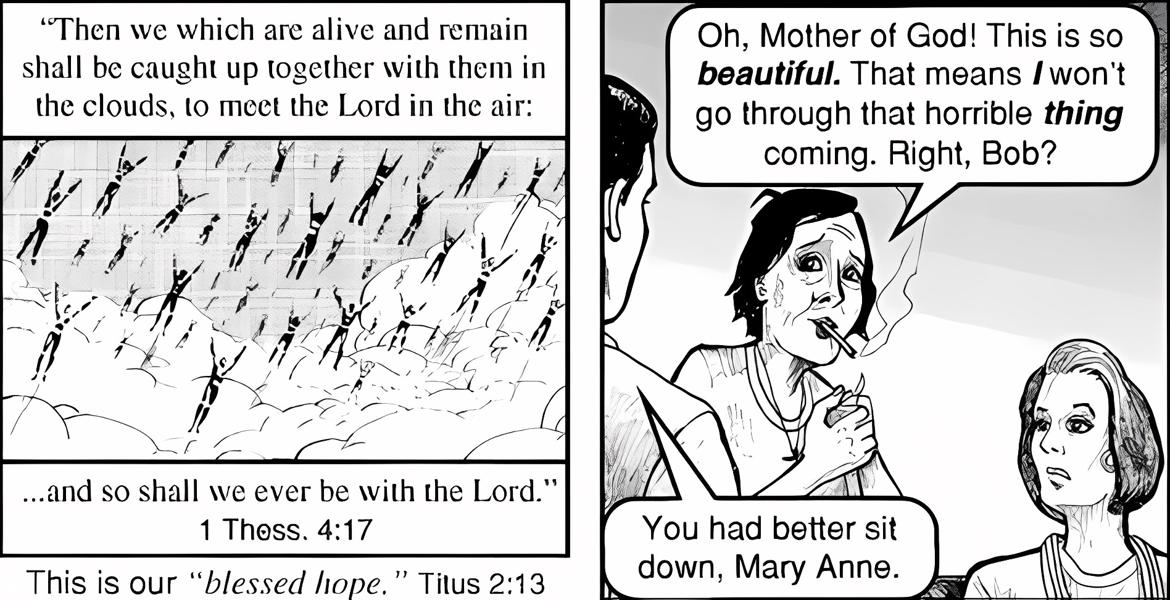 "Then we which are alive and remain
shall be caught up together with them in
the clouds, to meet the Lord in the air:
...and so shall we ever be with the Lord."
1 Thess. 4:17
This is our "blessed hope." Titus 2:13
Oh, Mother of God! This is so
beautiful. That means I won't
go through that horrible thing
coming. Right, Bob?
You had better sit
down, Mary Anne.